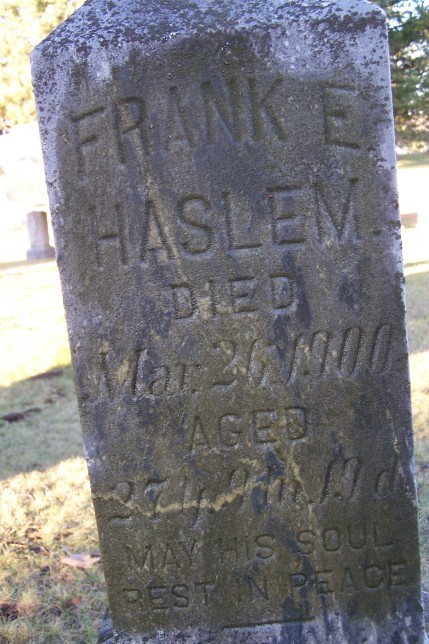 FRANK E.
HASLEM.
DIED
Mar. 26, 1900
AGED
27 y. 9 m. 19 d.
MAY HIS SOUL
REST IN PEACE